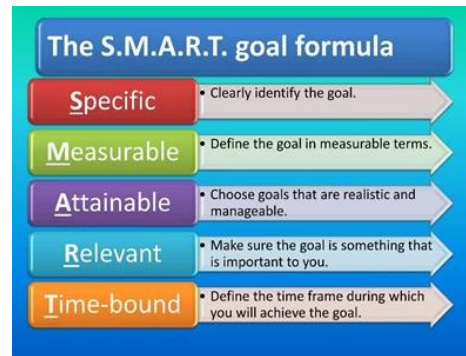 The S.M.A.R.T. goal formula
Specific
• Clearly identify the goal.
Measurable
• Define the goal in measurable terms.
Attainable
• Choose goals that are realistic and
manageable.
Relevant
• Make sure the goal is something that
is important to you.
Time-bound
• Define the time frame during which
you will achieve the goal.